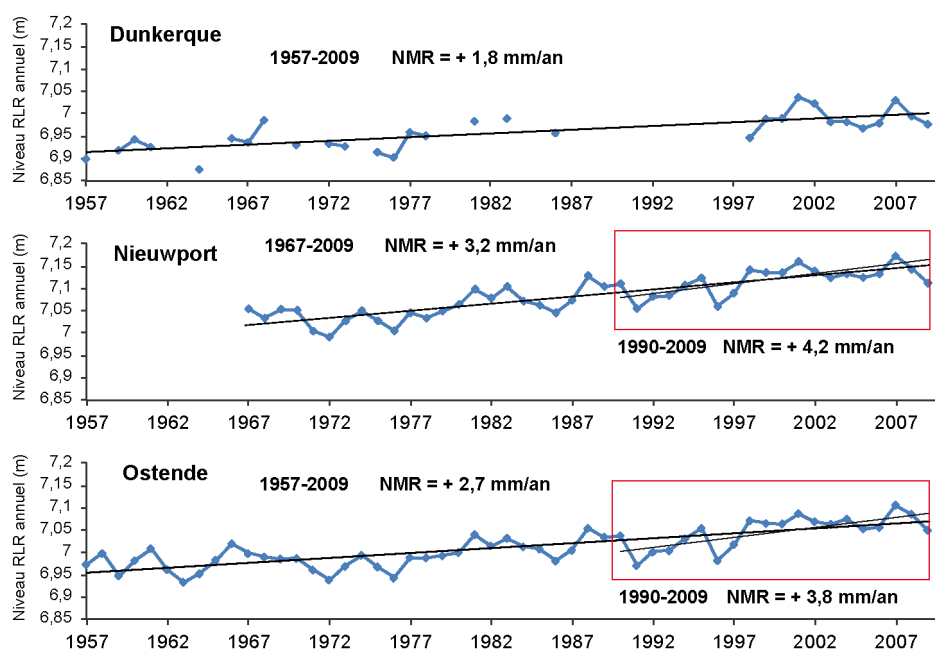 Niveau RLR annuel (m)
Dunkerque
1957-2009 NMR = + 1,8 mm/an
7,2
7,15
7,1
7,05
7
6,95
6,9
6,85
1957 1962 1967 1972 1977 1982 1987 1992 1997 2002 2007
Niveau RLR annuel (m)
Nieuwport
1967-2009 NMR = + 3,2 mm/an
7,2
7,15
7,1
7,05
7
6,95
6,9
6,85
1990-2009 NMR = + 4,2 mm/an
1957 1962 1967 1972 1977 1982 1987 1992 1997 2002 2007
Niveau RLR annuel (m)
Ostende
1957-2009 NMR = + 2,7 mm/an
7,2
7,15
7,1
7,05
7
6,95
6,9
6,85
1990-2009 NMR = + 3,8 mm/an
1957 1962 1967 1972 1977 1982 1987 1992 1997 2002 2007